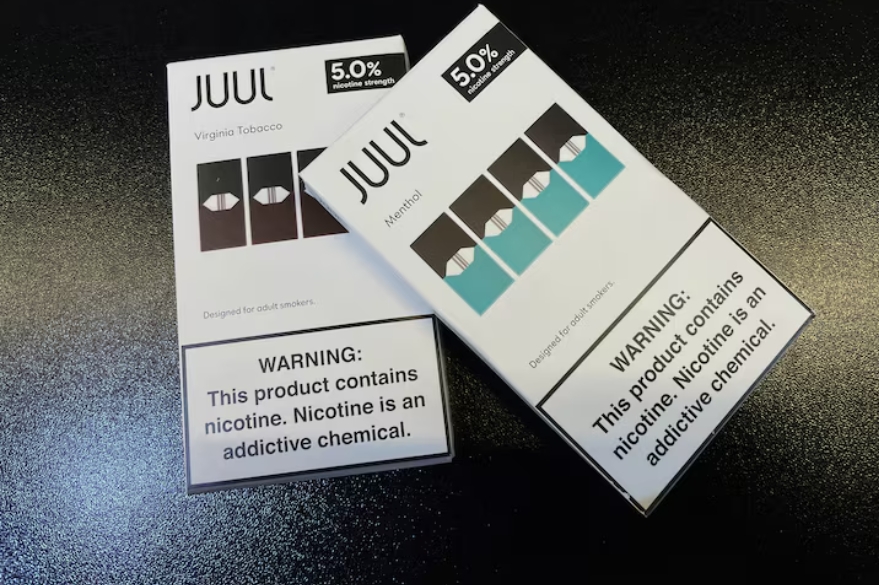 JUUL
5.0%
nicotine strength
Virginia Tobacco
Designed for adult smokers.
WARNING:
This product contains
nicotine. Nicotine is an
addictive chemical.
JUUL
5.0%
nicotine strength
Menthol
Designed for adult smokers.
WARNING:
This product contains
nicotine. Nicotine is an
addictive chemical.